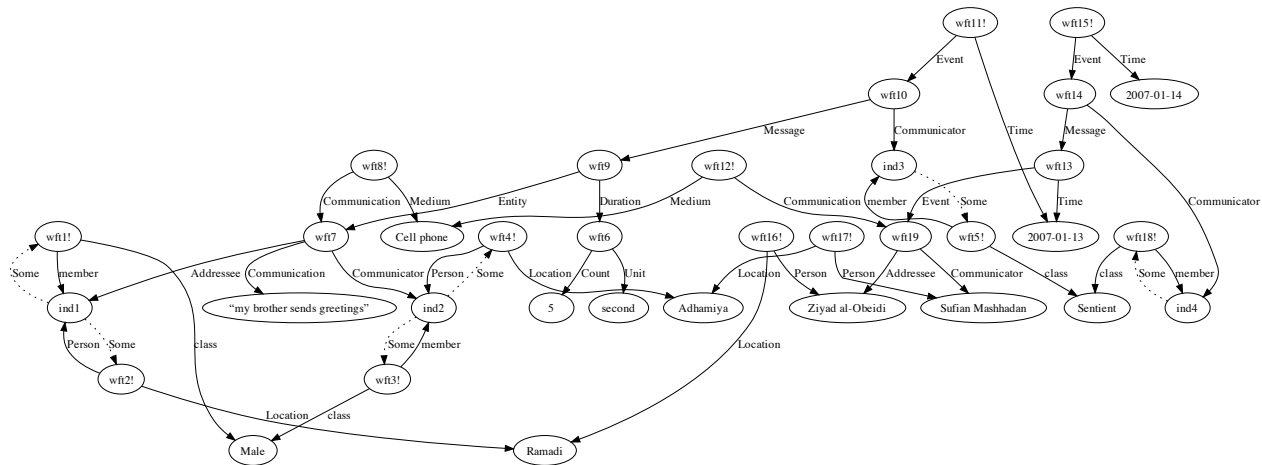 wft11!
wft15!
Event
Event
Time
wft10
wft14
2007-01-14
Message
Communicator
Time
Message
wft8!
wft9
wft12!
ind3
wft13
Communication
Medium
Entity
Duration
Medium
Communication
member
Some
Event
Time
Communicator
wft1!
wft7
Cell phone
wft4!
wft6
wft16!
wft17!
wft19
wft5!
2007-01-13
wft18!
Some
member
Addressee
Communication
Communicator
Person
Some
Location
Count
Unit
Location
Person
Person
Addressee
Communicator
class
class
Some
member
ind1
“my brother sends greetings”
ind2
5
second
Adhamiya
Ziyad al-Obeidi
Sufian Mashhadan
Sentient
ind4
Person
Some
class
Some
member
Location
wft2!
wft3!
Location
class
Male
Ramadi